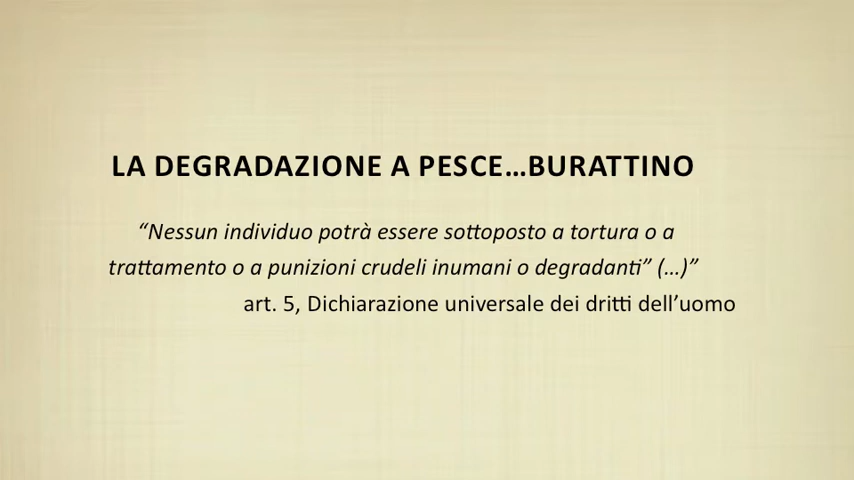 LA DEGRADAZIONE A PESCE…BURATTINO
“Nessun individuo potrà essere sottoposto a tortura o a
trattamento o a punizioni crudeli inumani o degradanti” (…)”
art. 5, Dichiarazione universale dei dritti dell’uomo